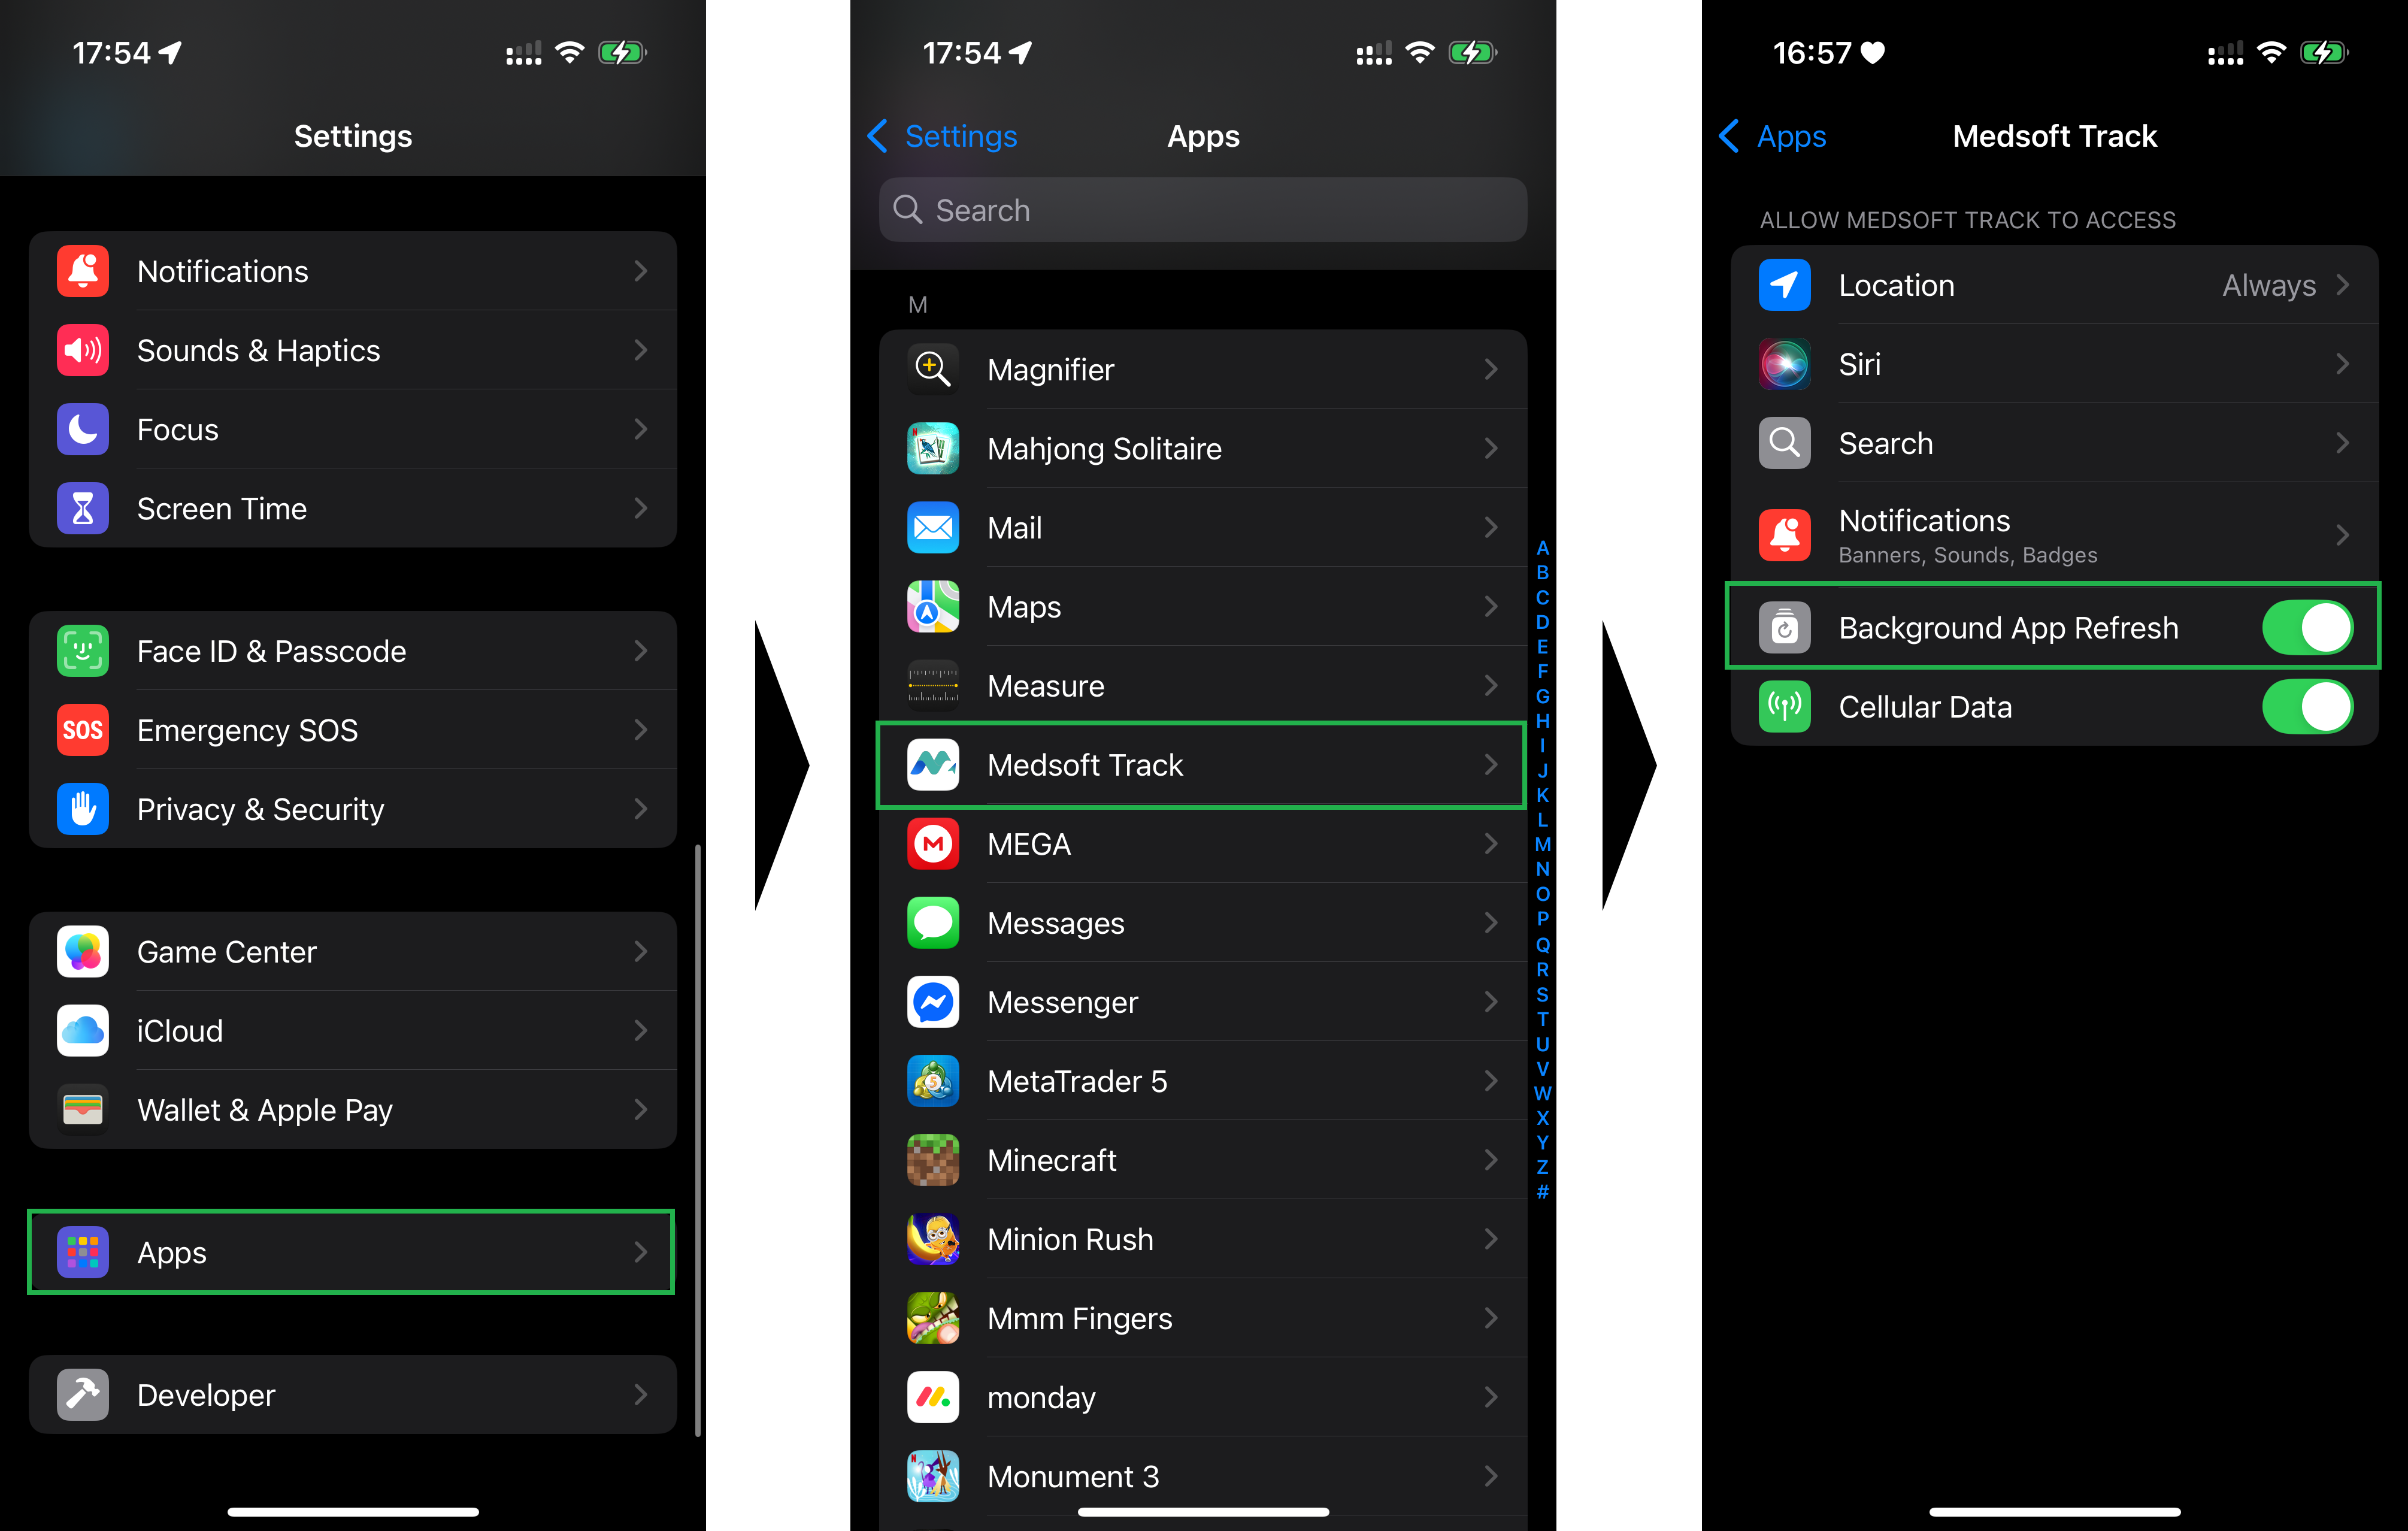 17:54
Settings
Notifications
Sounds & Haptics
Focus
Screen Time
Face ID & Passcode
SOS
Emergency SOS
Privacy & Security
Game Center
iCloud
Wallet & Apple Pay
Apps
Developer
17:54
Settings
Apps
Search
M
Magnifier
Mahjong Solitaire
Mail
Maps
Measure
Medsoft Track
MEGA
Messages
Messenger
MetaTrader 5
Minecraft
Minion Rush
Mmm Fingers
monday
Monument 3
A
B
C
D
E
F
G
H
I
J
K
L
M
N
O
P
Q
R
S
T
U
V
W
X
Y
Z
#
16:57
Apps
Medsoft Track
ALLOW MEDSOFT TRACK TO ACCESS
Location
Always
Siri
Search
Notifications
Banners, Sounds, Badges
Background App Refresh
Cellular Data